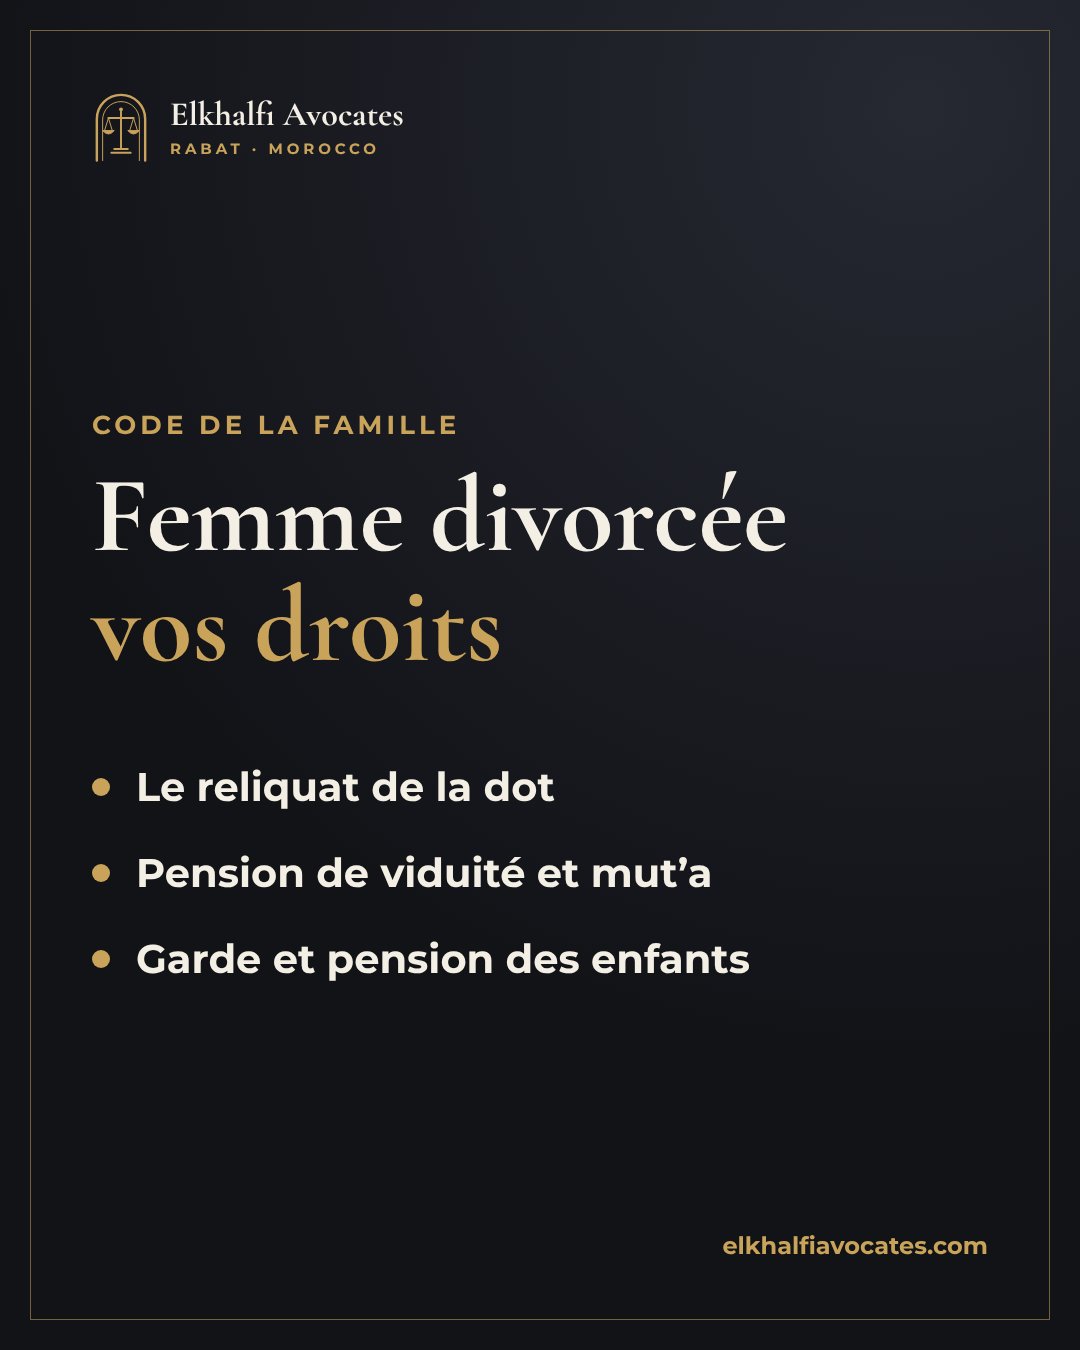 Elkhalfi Avocates
RABAT · MOROCCO
CODE DE LA FAMILLE
Femme divorcée
vos droits
Le reliquat de la dot
Pension de viduité et mut’a
Garde et pension des enfants
elkhalfiavocates.com